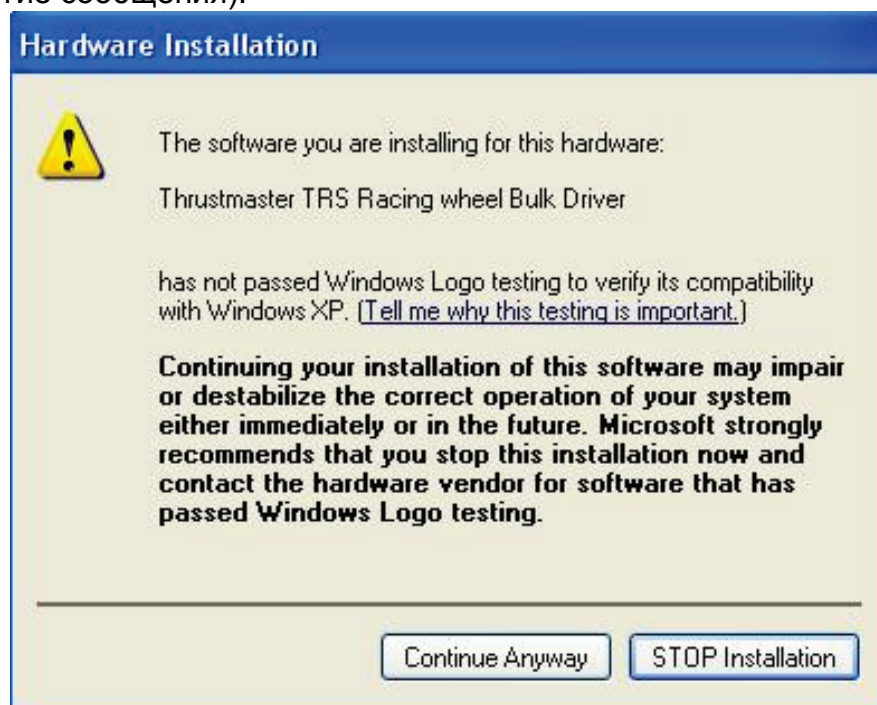 сообщения).
Hardware Installation
The software you are installing for this hardware:
Thrustmaster TRS Racing wheel Bulk Driver
has not passed Windows Logo testing to verify its compatibility
with Windows XP. (Tell me why this testing is important.)
Continuing your installation of this software may impair
or destabilize the correct operation of your system
either immediately or in the future. Microsoft strongly
recommends that you stop this installation now and
contact the hardware vendor for software that has
passed Windows Logo testing.
Continue Anyway STOP Installation